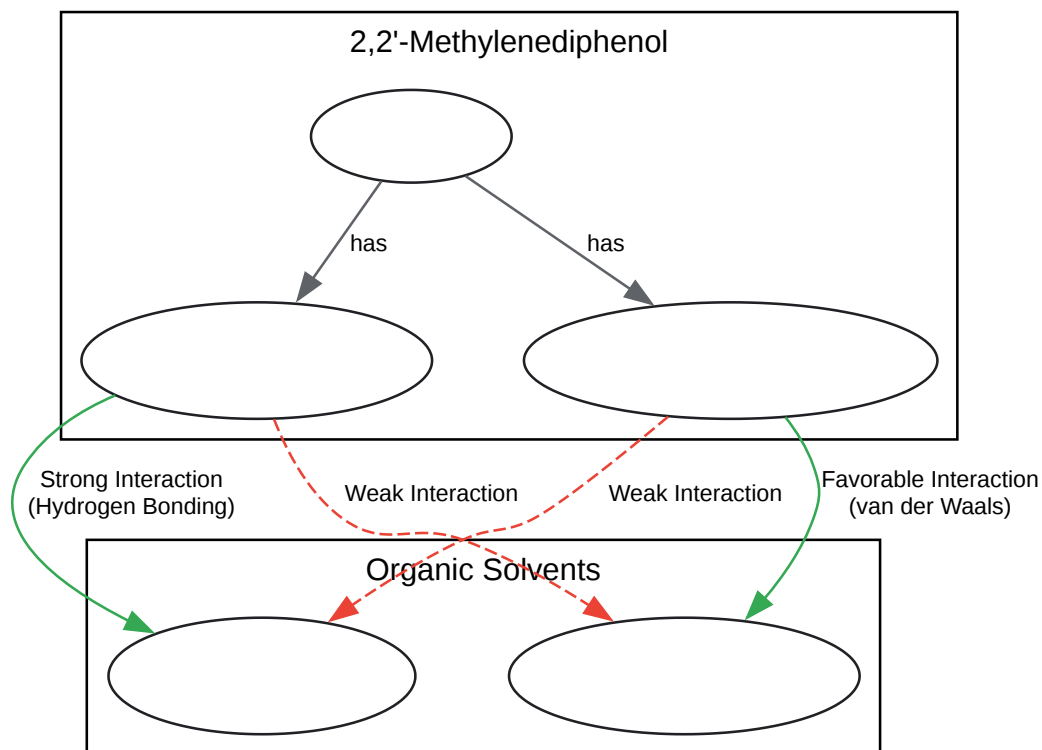 2,2'-Methylenediphenol
has
has
Strong Interaction
(Hydrogen Bonding)
Weak Interaction
Weak Interaction
Favorable Interaction
(van der Waals)
Organic Solvents